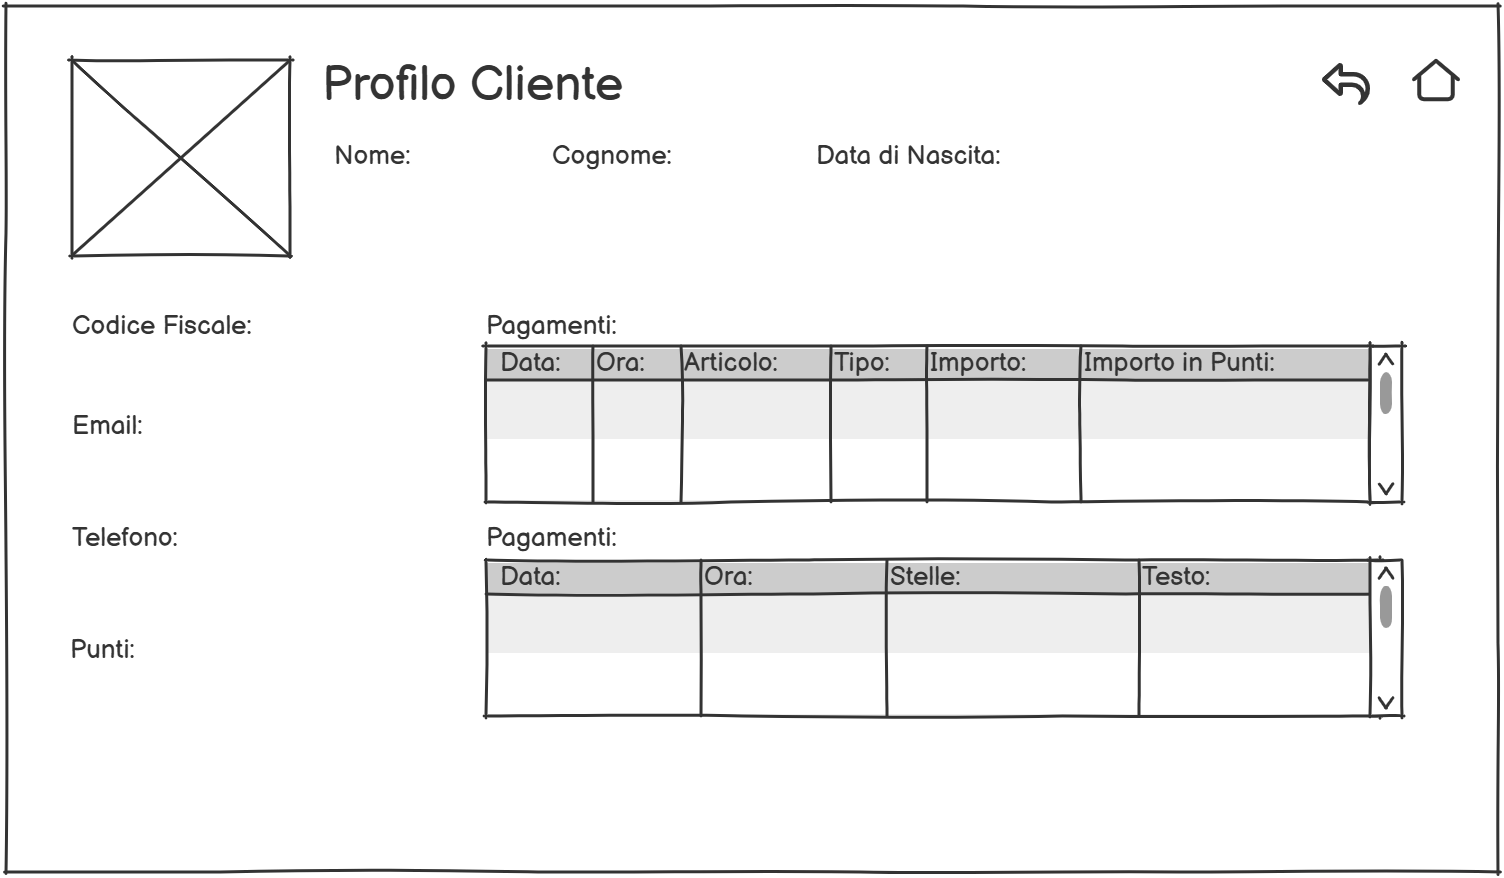 Profilo Cliente
Nome: Cognome: Data di Nascita:
Codice Fiscale:
Pagamenti:
Data: Ora: Articolo: Tipo: Importo: Importo in Punti:
Email:
Telefono:
Pagamenti:
Data: Ora: Stelle: Testo:
Punti: